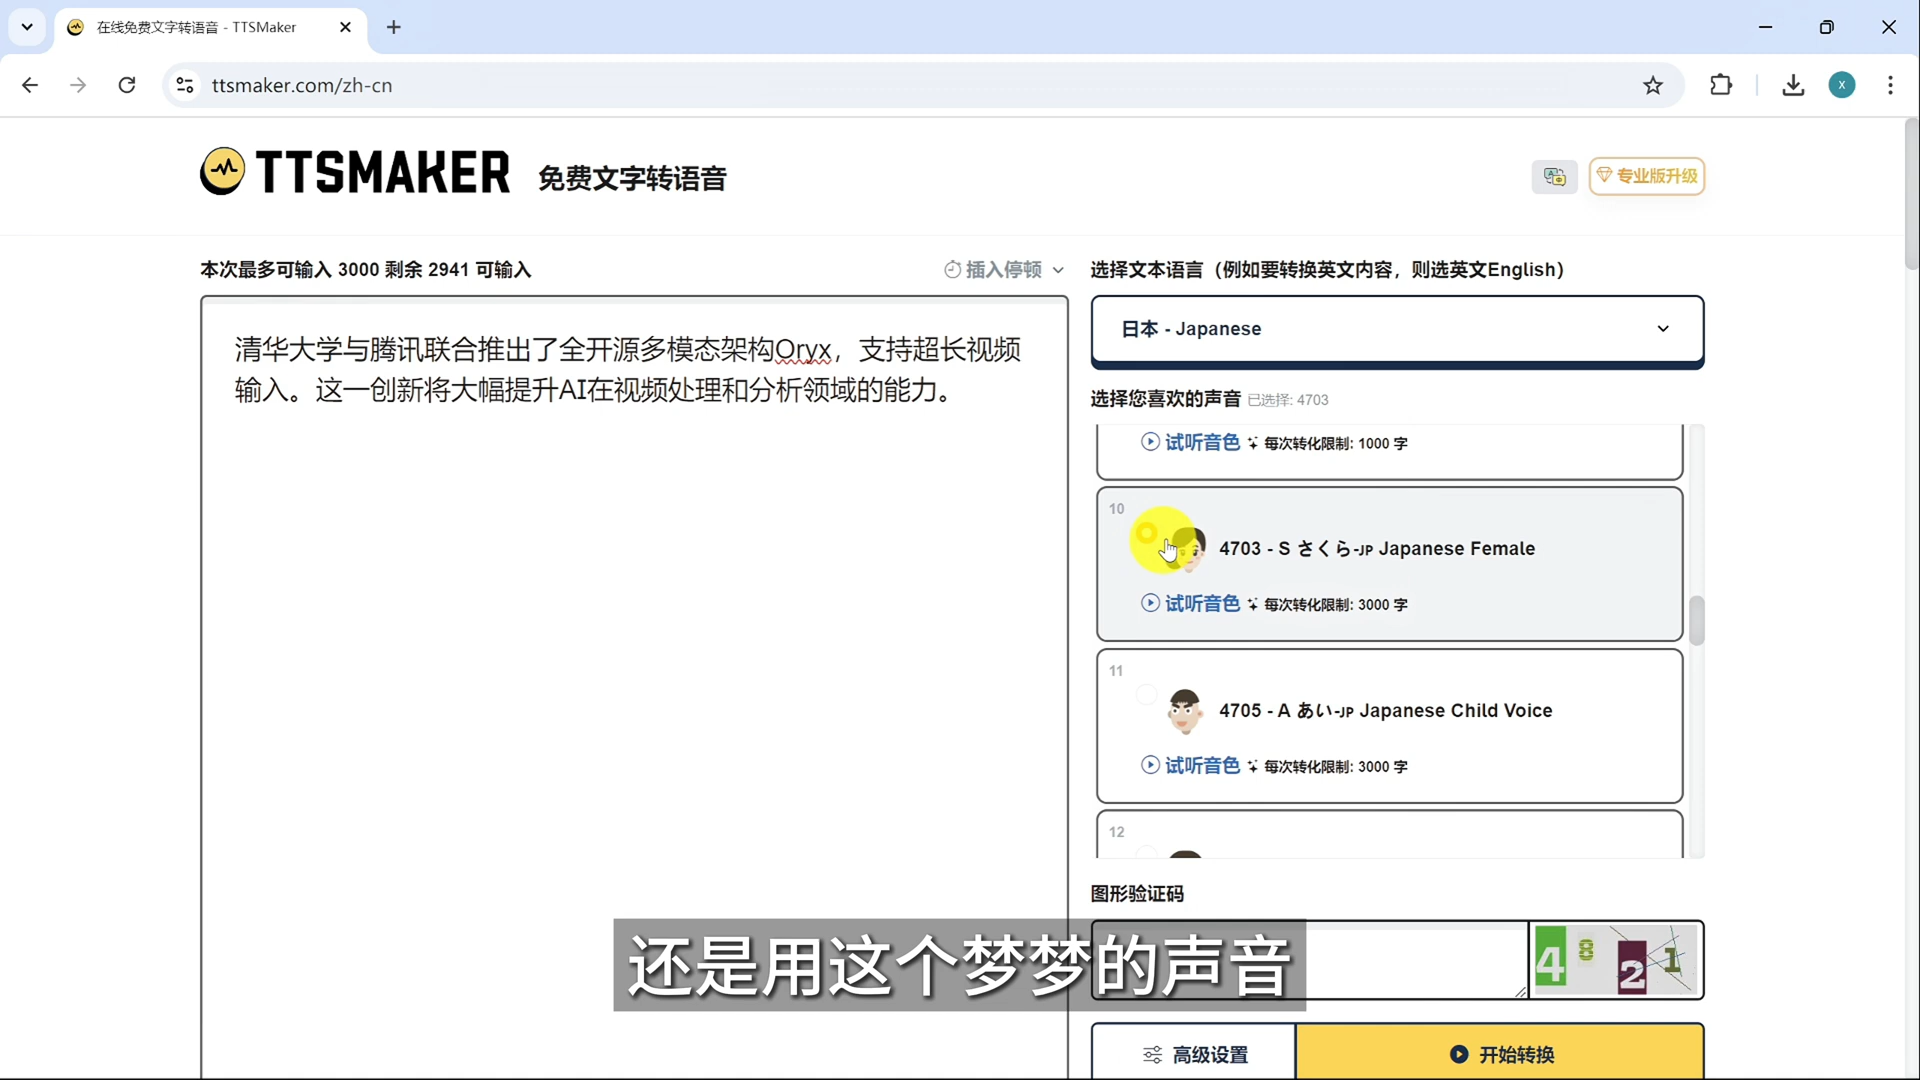 在线免费文字转语音 - TTSMaker
ttsmaker.com/zh-cn
X
TTSMAKER 免费文字转语音
专业版升级
本次最多可输入 3000 剩余 2941 可输入
插入停顿
选择文本语言（例如要转换英文内容，则选英文English）
清华大学与腾讯联合推出了全开源多模态架构Oryx，支持超长视频
输入。这一创新将大幅提升AI在视频处理和分析领域的能力。
日本 - Japanese
选择您喜欢的声音 已选择: 4703
试听音色 每次转化限制: 1000 字
10
4703 - S さくら-JP Japanese Female
试听音色 每次转化限制: 3000 字
11
4705 - A あい-JP Japanese Child Voice
试听音色 每次转化限制: 3000 字
12
图形验证码
4 8 2 1
还是用这个梦梦的声音
高级设置
开始转换